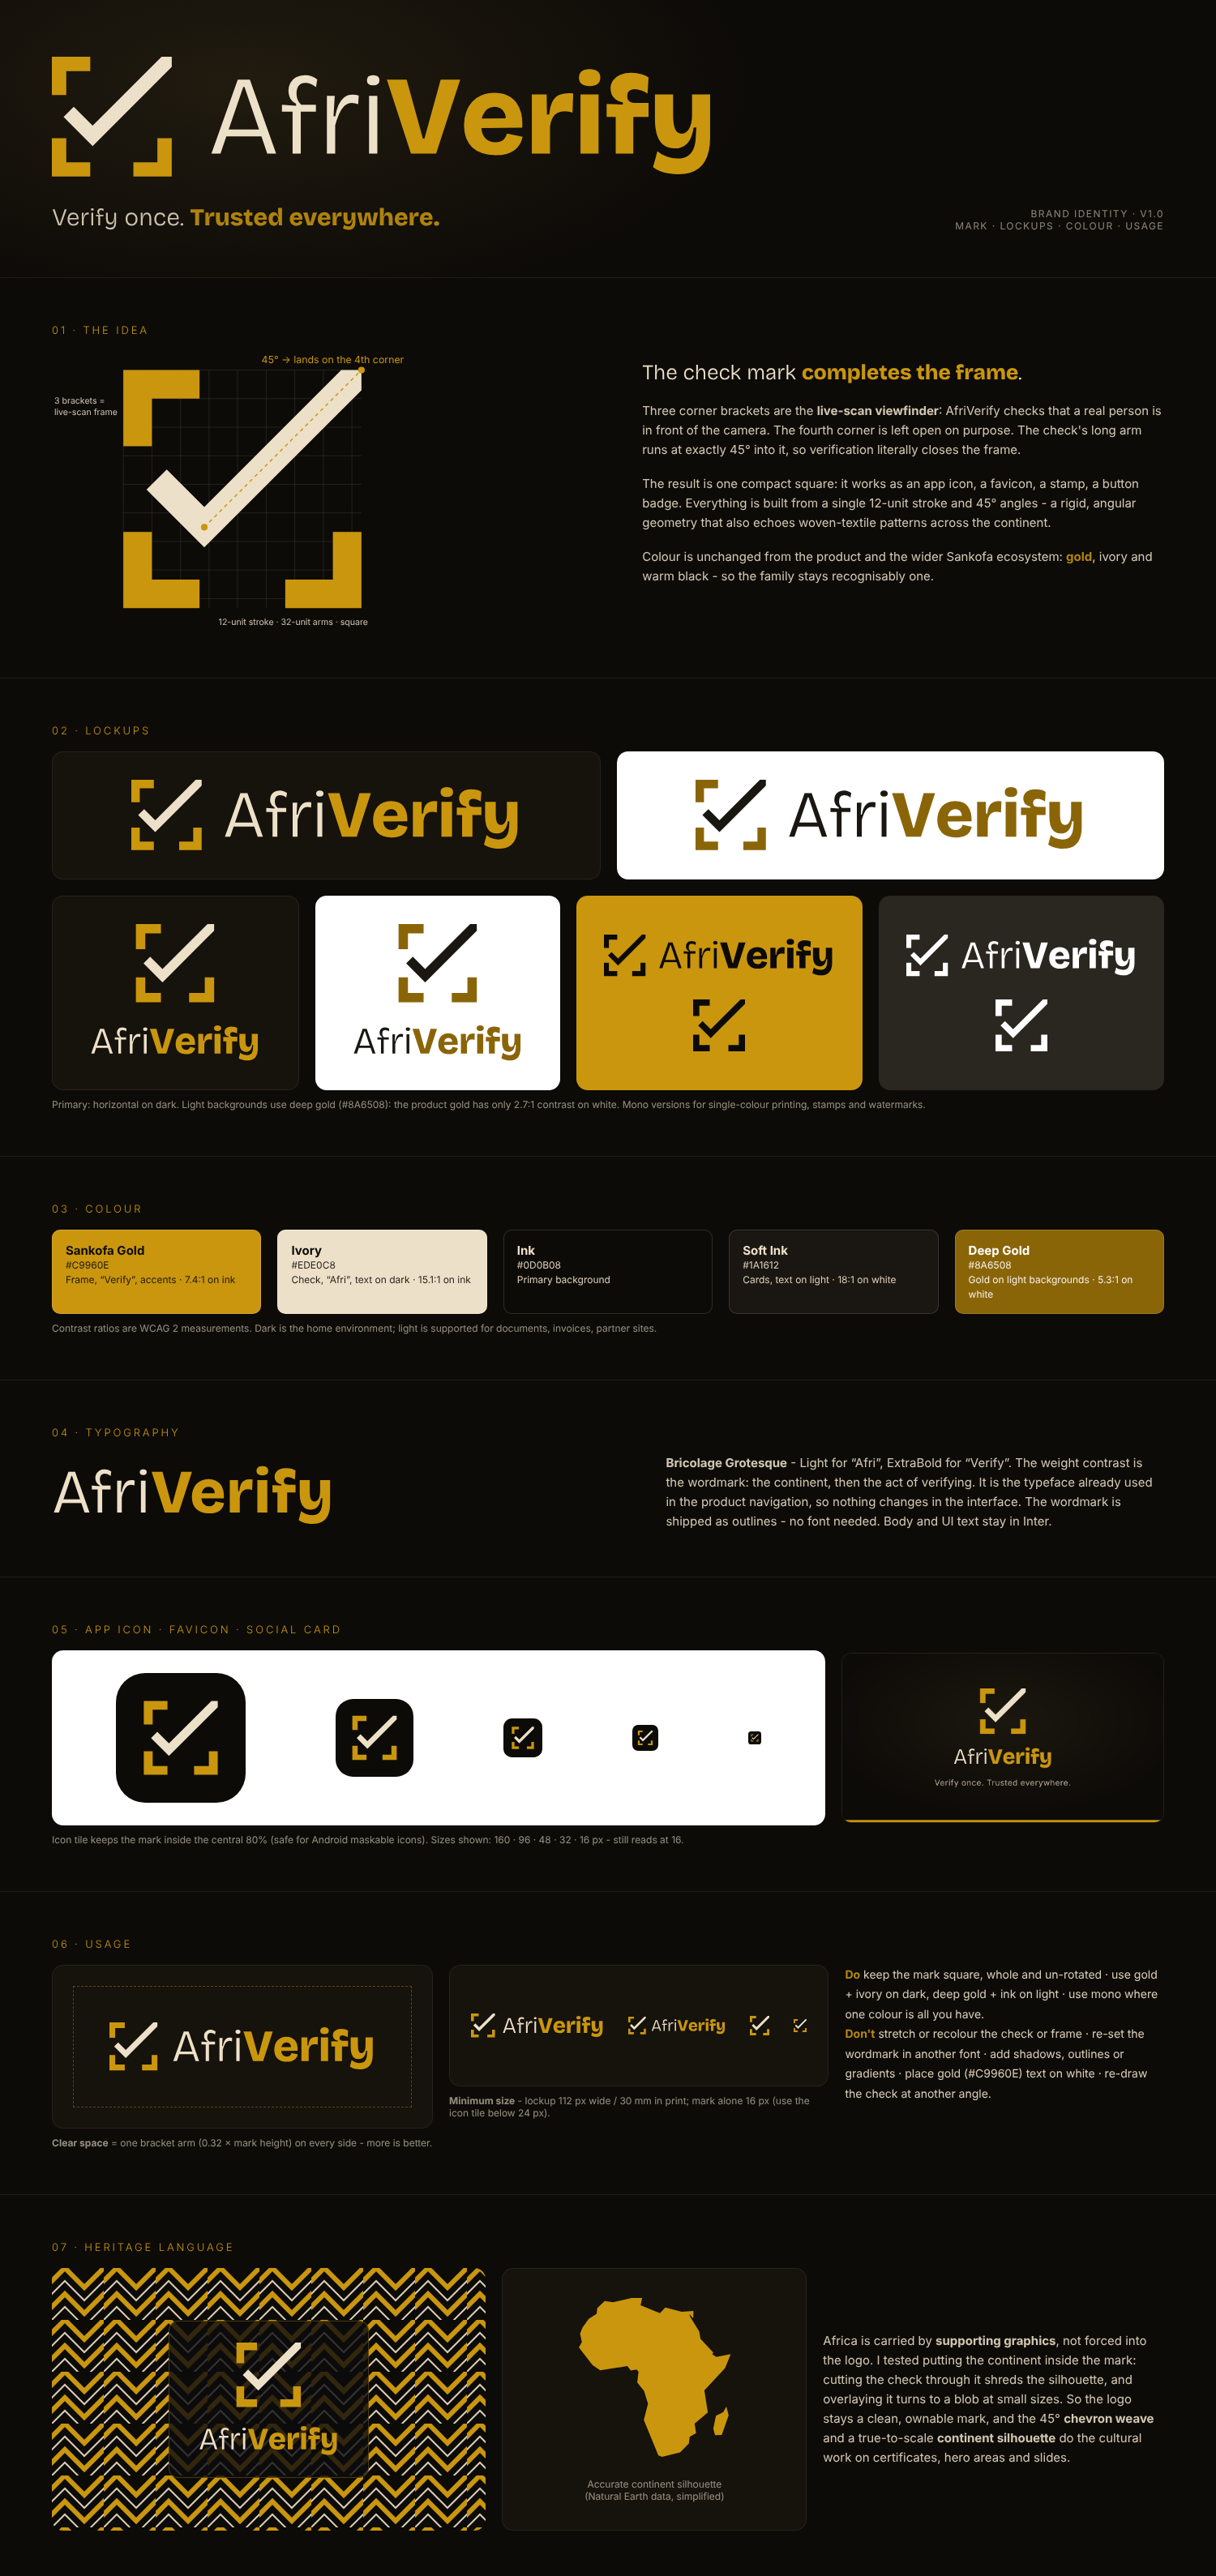 AfriVerify
Verify once. Trusted everywhere.
BRAND IDENTITY · V1.0
MARK · LOCKUPS · COLOUR · USAGE
01 · THE IDEA
45° → lands on the 4th corner
3 brackets =
live-scan frame
12-unit stroke · 32-unit arms · square
The check mark completes the frame.
Three corner brackets are the live-scan viewfinder: AfriVerify checks that a real person is
in front of the camera. The fourth corner is left open on purpose. The check's long arm
runs at exactly 45° into it, so verification literally closes the frame.
The result is one compact square: it works as an app icon, a favicon, a stamp, a button
badge. Everything is built from a single 12-unit stroke and 45° angles - a rigid, angular
geometry that also echoes woven-textile patterns across the continent.
Colour is unchanged from the product and the wider Sankofa ecosystem: gold, ivory and
warm black - so the family stays recognisably one.
02 · LOCKUPS
AfriVerify
AfriVerify
AfriVerify
AfriVerify
AfriVerify
AfriVerify
Primary: horizontal on dark. Light backgrounds use deep gold (#8A6508): the product gold has only 2.7:1 contrast on white. Mono versions for single-colour printing, stamps and watermarks.
03 · COLOUR
Sankofa Gold
#C9960E
Frame, “Verify”, accents · 7.4:1 on ink
Ivory
#EDE0C8
Check, “Afri”, text on dark · 15.1:1 on ink
Ink
#0D0B08
Primary background
Soft Ink
#1A1612
Cards, text on light · 18:1 on white
Deep Gold
#8A6508
Gold on light backgrounds · 5.3:1 on
white
Contrast ratios are WCAG 2 measurements. Dark is the home environment; light is supported for documents, invoices, partner sites.
04 · TYPOGRAPHY
AfriVerify
Bricolage Grotesque - Light for “Afri”, ExtraBold for “Verify”. The weight contrast is
the wordmark: the continent, then the act of verifying. It is the typeface already used
in the product navigation, so nothing changes in the interface. The wordmark is
shipped as outlines - no font needed. Body and UI text stay in Inter.
05 · APP ICON · FAVICON · SOCIAL CARD
AfriVerify
Verify once. Trusted everywhere.
Icon tile keeps the mark inside the central 80% (safe for Android maskable icons). Sizes shown: 160 · 96 · 48 · 32 · 16 px - still reads at 16.
06 · USAGE
AfriVerify
Clear space = one bracket arm (0.32 × mark height) on every side - more is better.
AfriVerify
AfriVerify
Minimum size - lockup 112 px wide / 30 mm in print; mark alone 16 px (use the
icon tile below 24 px).
Do keep the mark square, whole and un-rotated · use gold
+ ivory on dark, deep gold + ink on light · use mono where
one colour is all you have.
Don't stretch or recolour the check or frame · re-set the
wordmark in another font · add shadows, outlines or
gradients · place gold (#C9960E) text on white · re-draw
the check at another angle.
07 · HERITAGE LANGUAGE
AfriVerify
Accurate continent silhouette
(Natural Earth data, simplified)
Africa is carried by supporting graphics, not forced into
the logo. I tested putting the continent inside the mark:
cutting the check through it shreds the silhouette, and
overlaying it turns to a blob at small sizes. So the logo
stays a clean, ownable mark, and the 45° chevron weave
and a true-to-scale continent silhouette do the cultural
work on certificates, hero areas and slides.